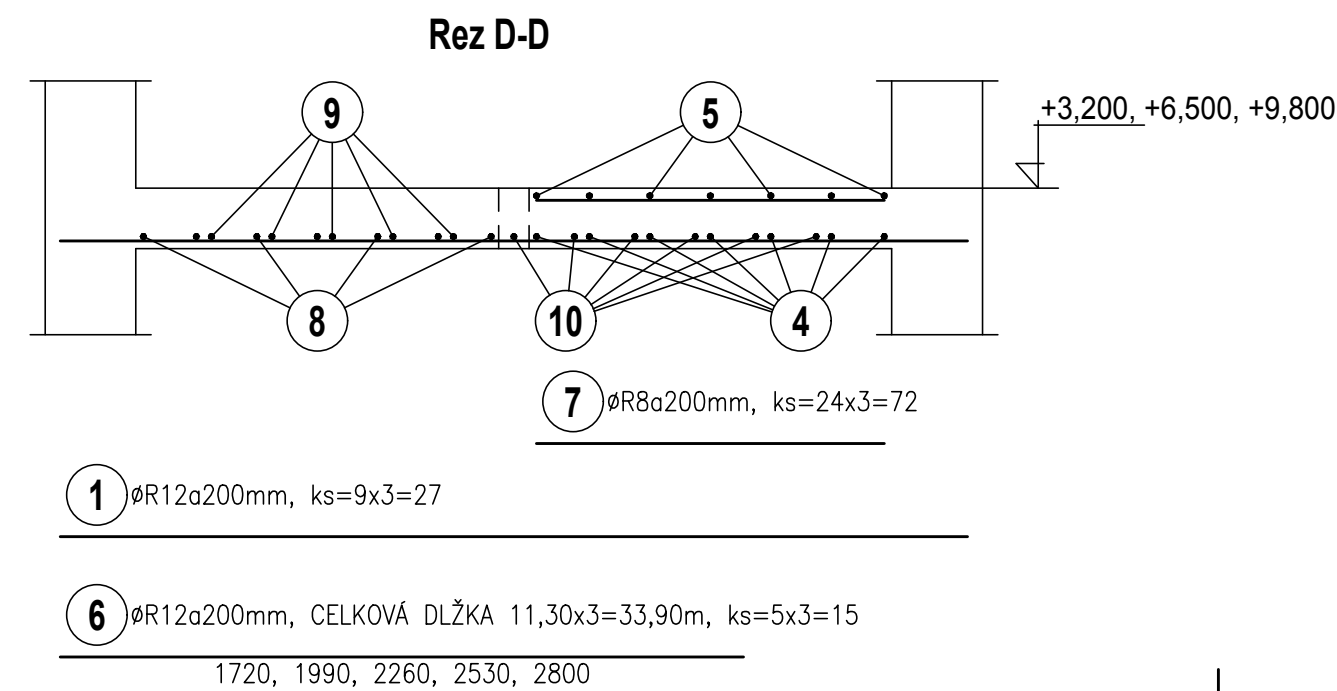 Rez D-D
9
5
+3,200, +6,500, +9,800
8
10
4
7 øR8a200mm, ks=24x3=72
1 øR12a200mm, ks=9x3=27
6 øR12a200mm, CELKOVÁ DLŽKA 11,30x3=33,90m, ks=5x3=15
1720, 1990, 2260, 2530, 2800